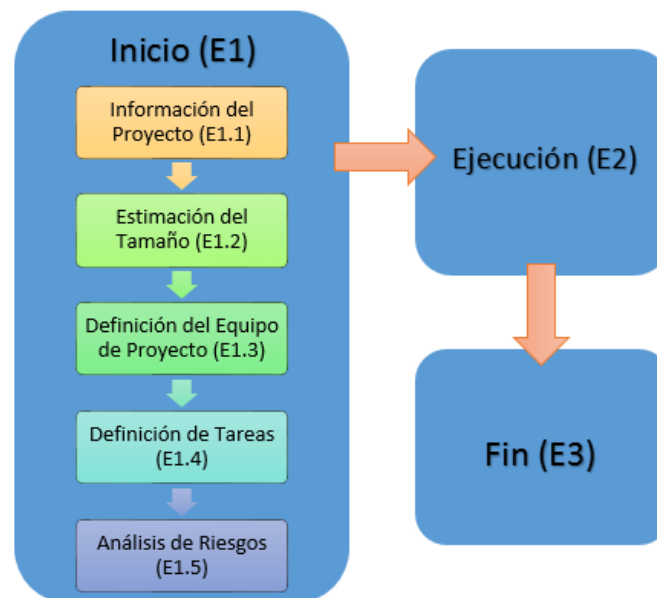 Inicio (E1)
Información del
Proyecto (E1.1)
Estimación del
Tamaño (E1.2)
Definición del Equipo
de Proyecto (E1.3)
Definición de Tareas
(E1.4)
Análisis de Riesgos
(E1.5)
Ejecución (E2)
Fin (E3)